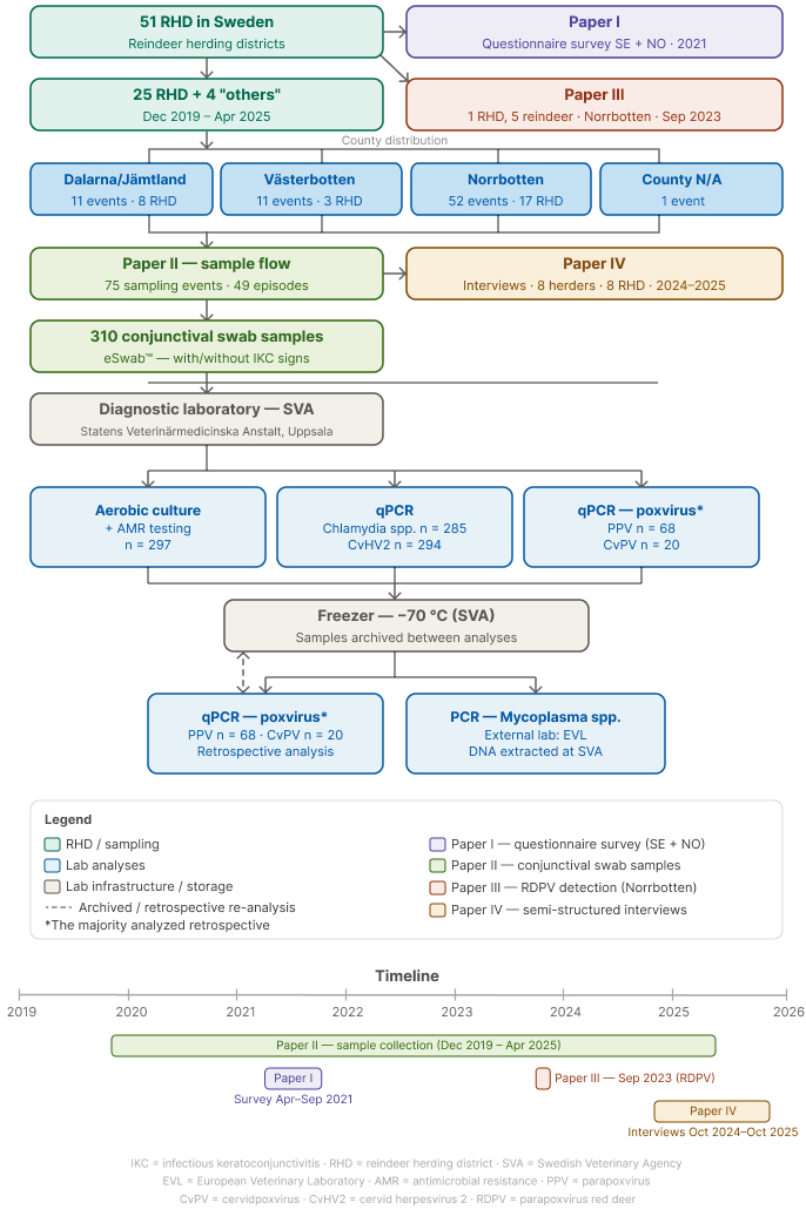 51 RHD in Sweden
Reindeer herding districts
Paper I
Questionnaire survey SE + NO · 2021
25 RHD + 4 "others"
Dec 2019 – Apr 2025
Paper III
1 RHD, 5 reindeer · Norrbotten · Sep 2023
County distribution
Dalarna/Jämtland
11 events · 8 RHD
Västerbotten
11 events · 3 RHD
Norrbotten
52 events · 17 RHD
County N/A
1 event
Paper II — sample flow
75 sampling events · 49 episodes
Paper IV
Interviews · 8 herders · 8 RHD · 2024–2025
310 conjunctival swab samples
eSwab™ — with/without IKC signs
Diagnostic laboratory — SVA
Statens Veterinärmedicinska Anstalt, Uppsala
Aerobic culture
+ AMR testing
n = 297
qPCR
Chlamydia spp. n = 285
CvHV2 n = 294
qPCR — poxvirus*
PPV n = 68
CvPV n = 20
Freezer — −70 °C (SVA)
Samples archived between analyses
qPCR — poxvirus*
PPV n = 68 · CvPV n = 20
Retrospective analysis
PCR — Mycoplasma spp.
External lab: EVL
DNA extracted at SVA
Legend
RHD / sampling
Lab analyses
Lab infrastructure / storage
Archived / retrospective re-analysis
*The majority analyzed retrospective
Paper I — questionnaire survey (SE + NO)
Paper II — conjunctival swab samples
Paper III — RDPV detection (Norrbotten)
Paper IV — semi-structured interviews
Timeline
2019 2020 2021 2022 2023 2024 2025 2026
Paper II — sample collection (Dec 2019 – Apr 2025)
Paper I
Survey Apr–Sep 2021
Paper III — Sep 2023 (RDPV)
Paper IV
Interviews Oct 2024–Oct 2025
IKC = infectious keratoconjunctivitis · RHD = reindeer herding district · SVA = Swedish Veterinary Agency
EVL = European Veterinary Laboratory · AMR = antimicrobial resistance · PPV = parapoxvirus
CvPV = cervidpoxvirus · CvHV2 = cervid herpesvirus 2 · RDPV = parapoxvirus red deer